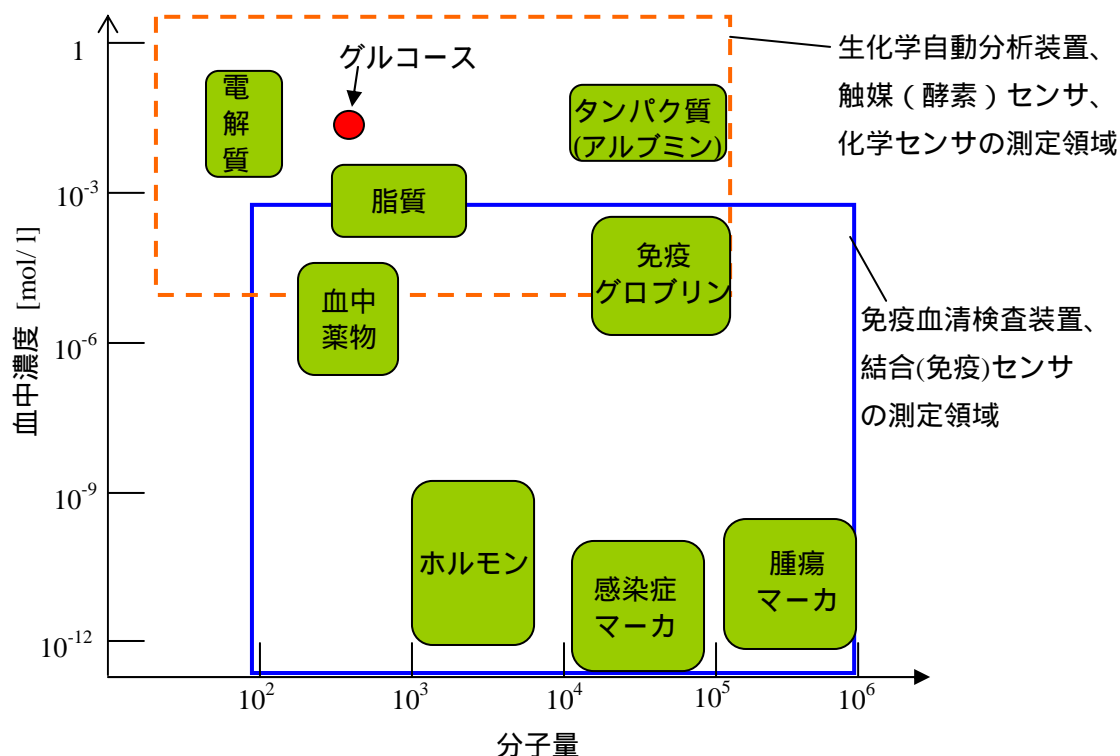 1
10-3
10-6
10-9
10-12
血中濃度 [mol/ l]
グルコース
電
解
質
タンパク質
(アルブミン)
脂質
免疫
グロブリン
血中
薬物
ホルモン
感染症
マーカ
腫瘍
マーカ
生化学自動分析装置、
触媒（酵素）センサ、
化学センサの測定領域
免疫血清検査装置、
結合(免疫)センサ
の測定領域
10²
10³
10⁴
10⁵
10⁶
分子量